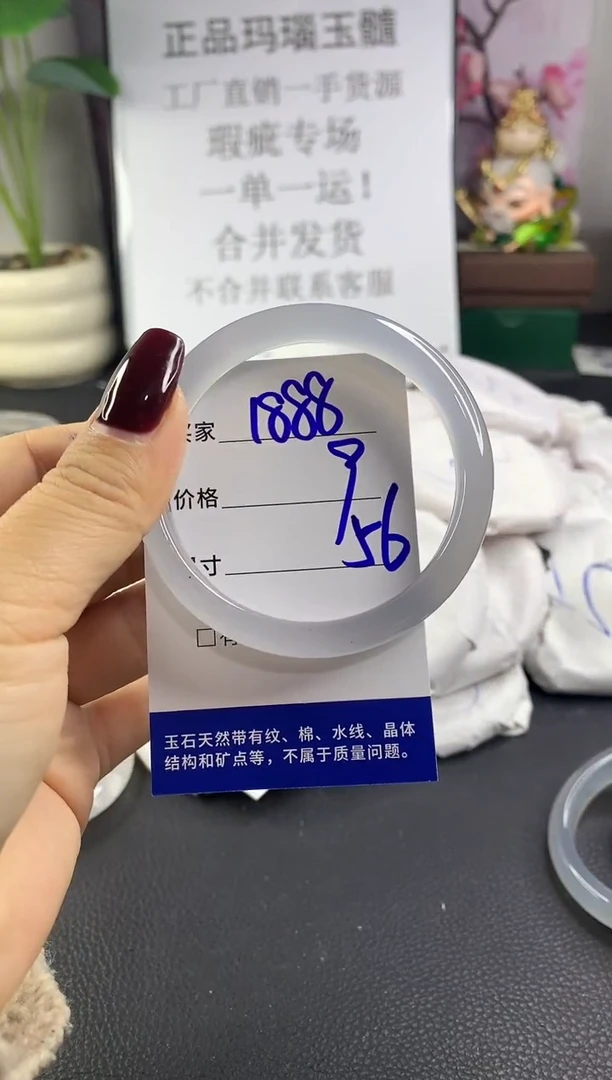 正品玛瑙玉髓
工厂直销一手货源
瑕疵专场
一单一运！
合并发货
不合并联系客服
买家 1888
价格 9
寸 56
□有
玉石天然带有纹、棉、水线、晶体
结构和矿点等，不属于质量问题。